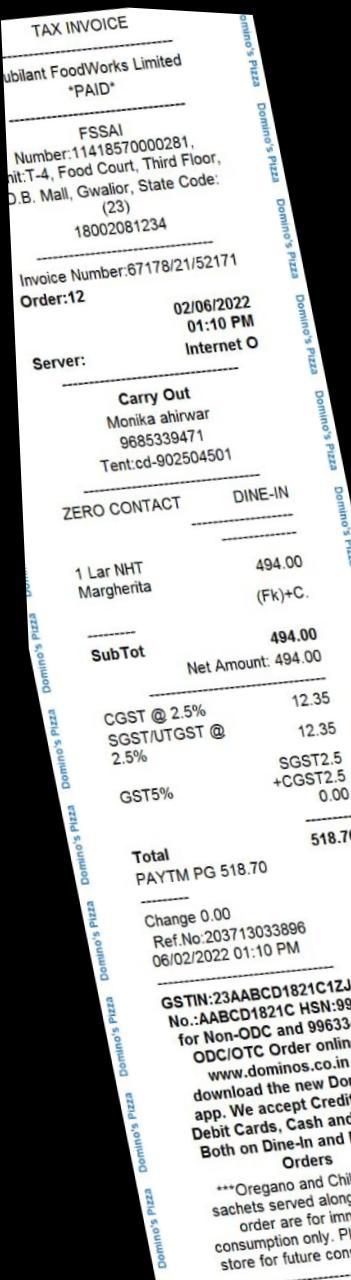 TAX INVOICE
ubilant FoodWorks Limited
*PAID*
FSSAI
Number:11418570000281,
nit:T-4, Food Court, Third Floor,
D.B. Mall, Gwalior, State Code:
(23)
18002081234
Invoice Number:67178/21/52171
Order:12
02/06/2022
01:10 PM
Server: Internet O
Carry Out
Monika ahirwar
9685339471
Tent:cd-902504501
ZERO CONTACT DINE-IN
1 Lar NHT 494.00
Margherita (Fk)+C.
SubTot 494.00
Net Amount: 494.00
CGST @ 2.5% 12.35
SGST/UTGST @ 12.35
2.5%
SGST2.5
GST5% +CGST2.5
0.00
Total 518.70
PAYTM PG 518.70
Change 0.00
Ref.No:203713033896
06/02/2022 01:10 PM
GSTIN:23AABCD1821C1ZJ
No.:AABCD1821C HSN:99
for Non-ODC and 99633
ODC/OTC Order onlin
www.dominos.co.in
download the new Dom
app. We accept Credit
Debit Cards, Cash and
Both on Dine-In and
Orders
***Oregano and Chil
sachets served along
order are for imm
consumption only. Pl
store for future con
Domino's Pizza
Domino's Pizza
Domino's Pizza
Domino's Pizza
Domino's Pizza
Domino's Pizza
Domino's Pizza
Domino's Pizza
Domino's Pizza
Domino's Pizza
Domino's Pizza
Domino's Pizza
Domino's Pizza